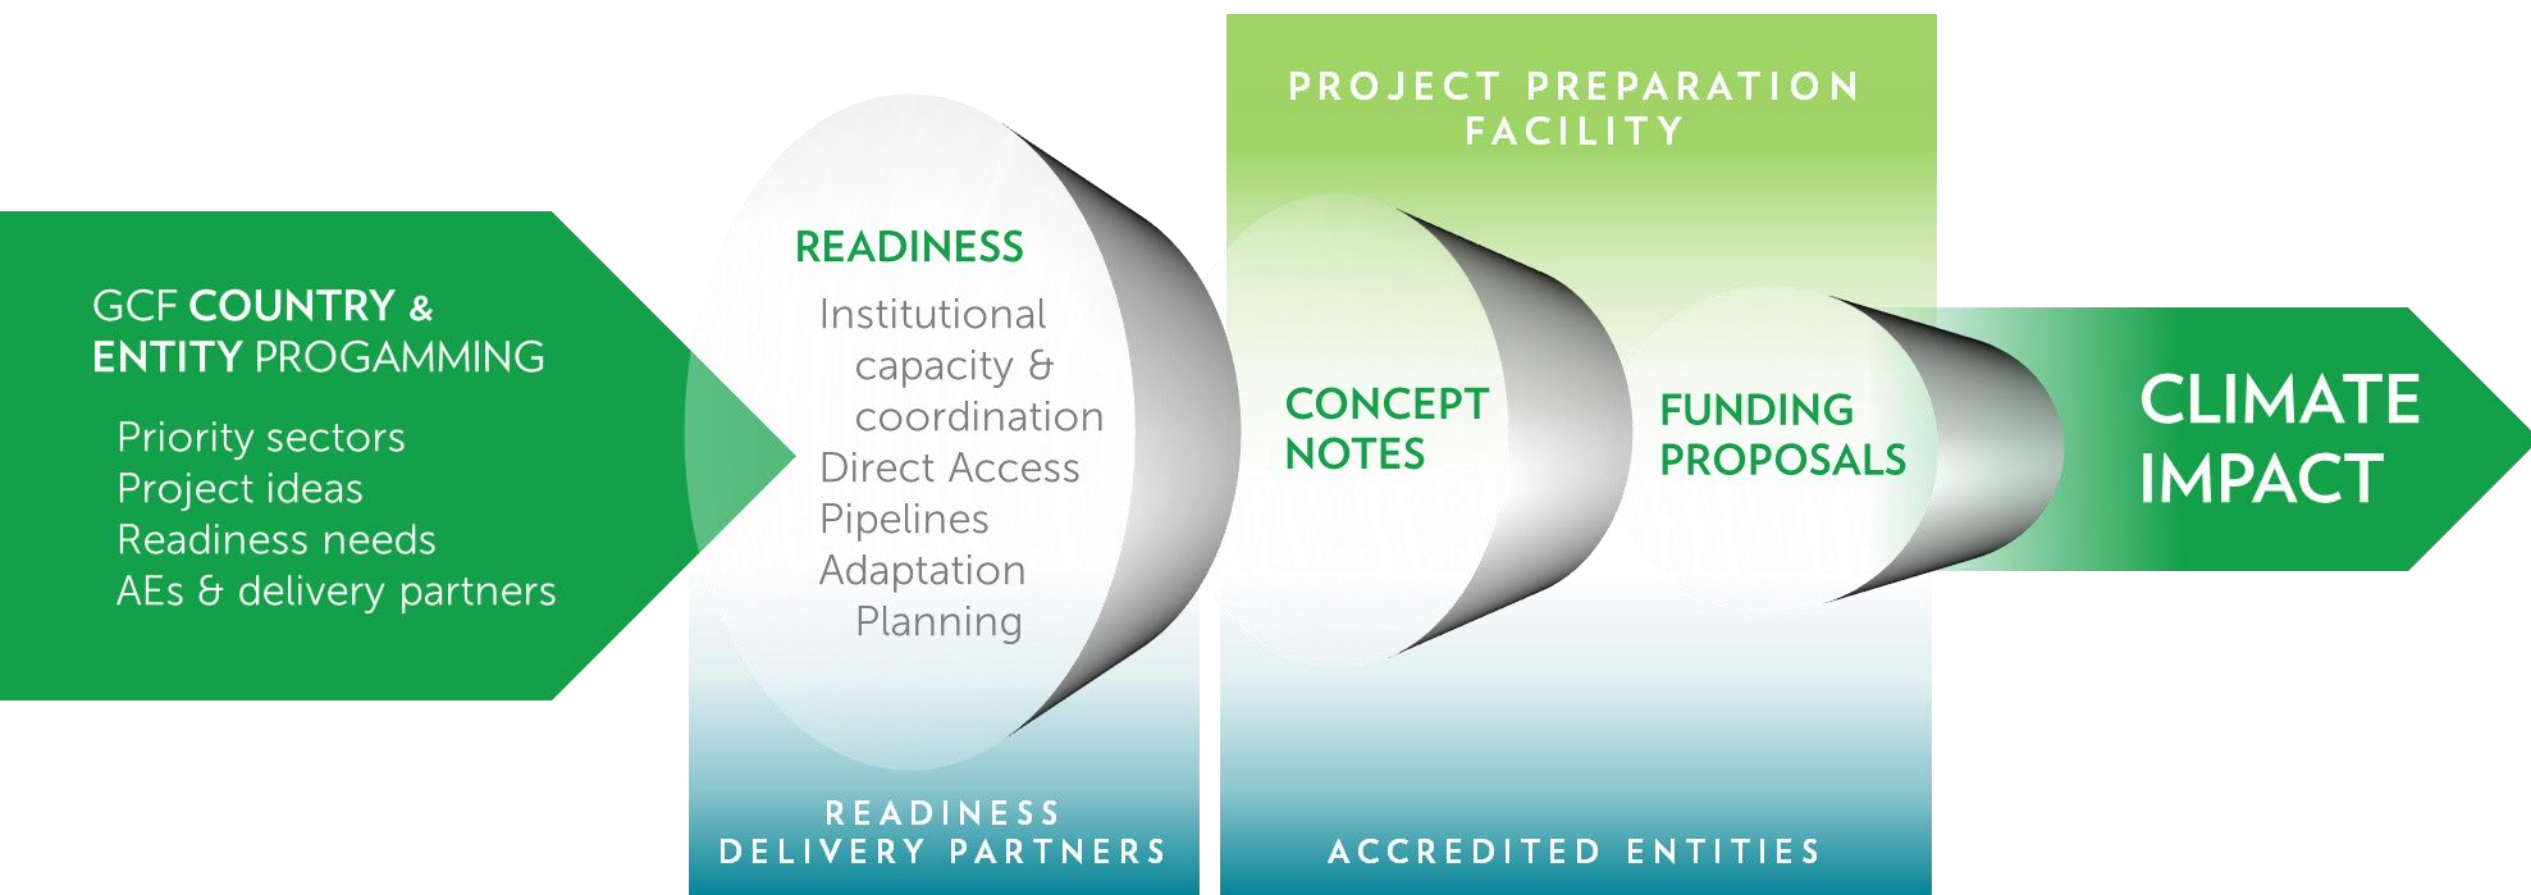 GCF COUNTRY &
ENTITY PROGAMMING
Priority sectors
Project ideas
Readiness needs
AEs & delivery partners
READINESS
Institutional
capacity &
coordination
Direct Access
Pipelines
Adaptation
Planning
READINESS
DELIVERY PARTNERS
PROJECT PREPARATION
FACILITY
CONCEPT
NOTES
FUNDING
PROPOSALS
ACCREDITED ENTITIES
CLIMATE
IMPACT